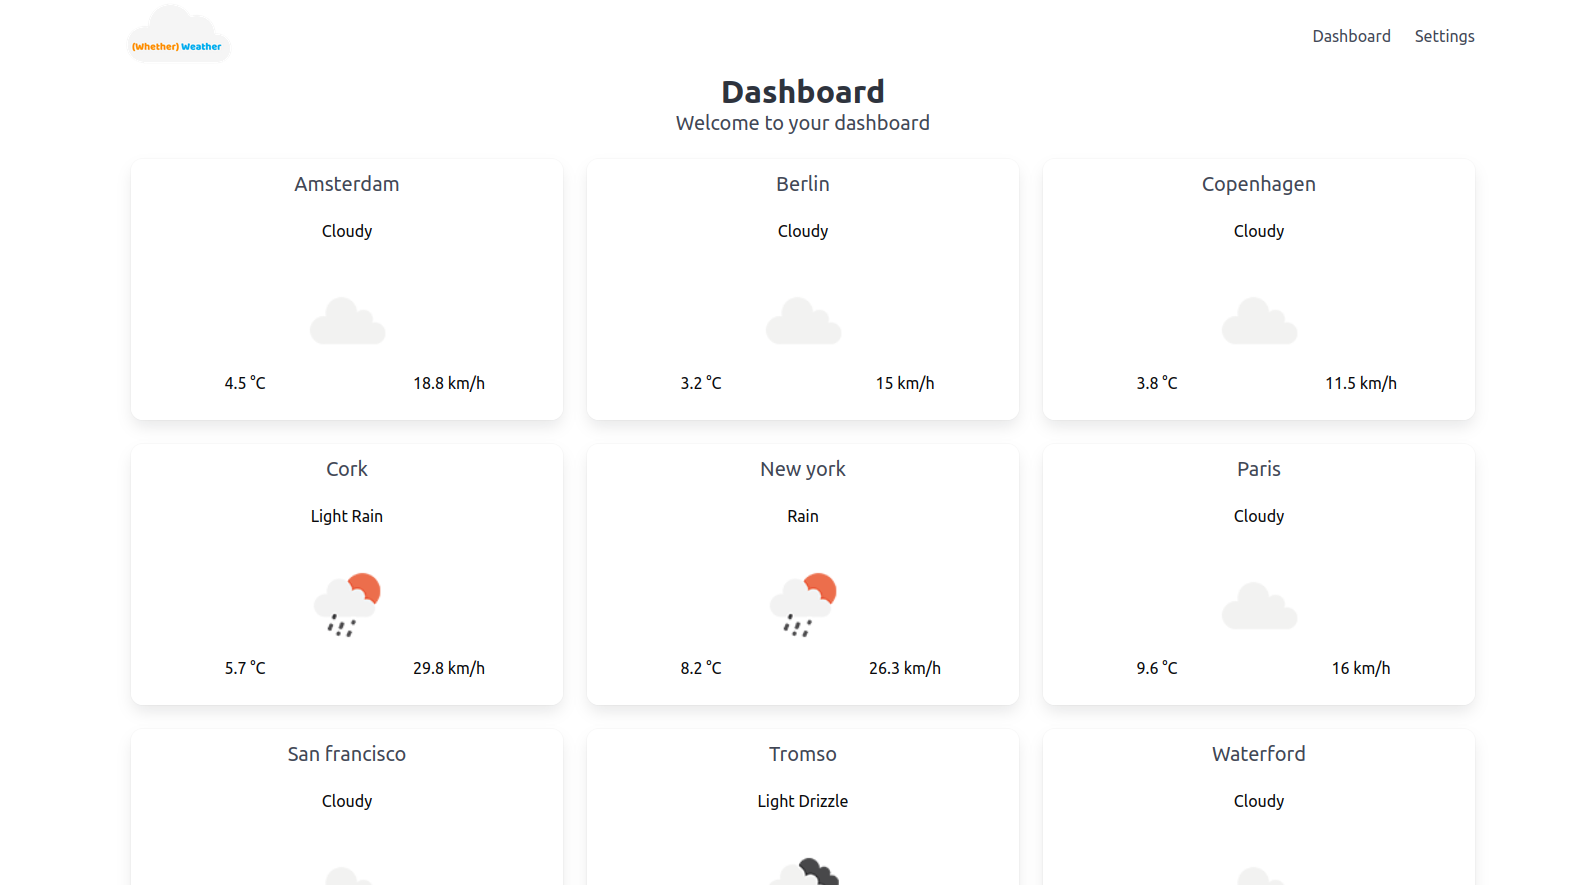 (Whether) Weather
Dashboard Settings
Dashboard
Welcome to your dashboard
Amsterdam
Cloudy
4.5 °C 18.8 km/h
Berlin
Cloudy
3.2 °C 15 km/h
Copenhagen
Cloudy
3.8 °C 11.5 km/h
Cork
Light Rain
5.7 °C 29.8 km/h
New york
Rain
8.2 °C 26.3 km/h
Paris
Cloudy
9.6 °C 16 km/h
San francisco
Cloudy
Tromso
Light Drizzle
Waterford
Cloudy